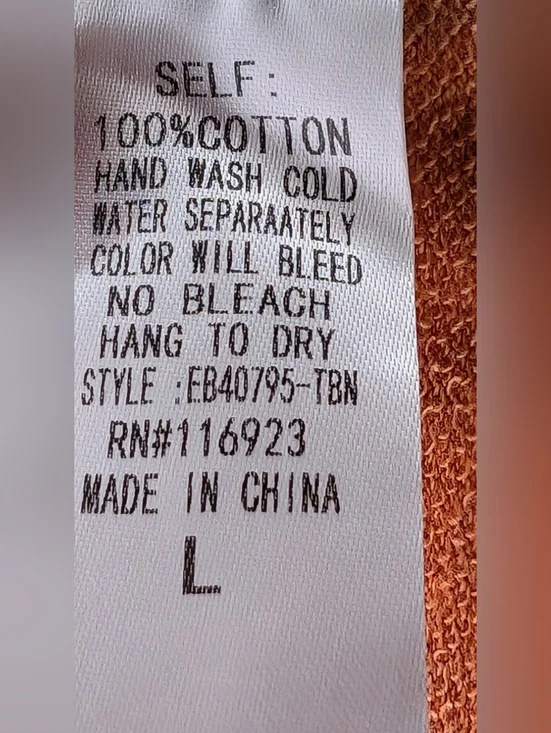 SELF:
100%COTTON
HAND WASH COLD
WATER SEPARAATELY
COLOR WILL BLEED
NO BLEACH
HANG TO DRY
STYLE :EB40795-TBN
RN#116923
MADE IN CHINA
L